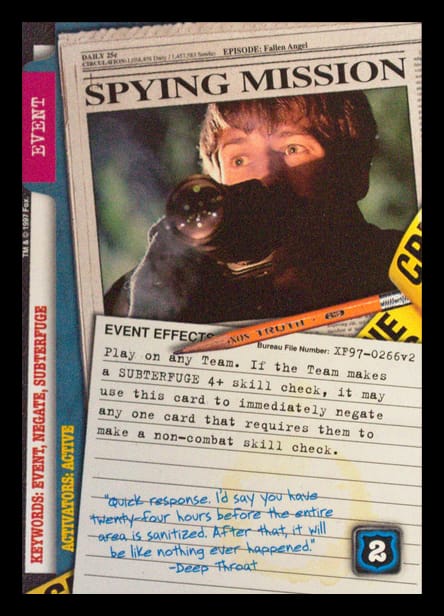 DAILY 25¢
EPISODE: Fallen Angel
SPYING MISSION
EVENT
TM & © 1997 Fox.
KEYWORDS: EVENT, NEGATE, SUBTERFUGE
ACTIVATORS: ACTIVE
CR
NE
TRUTH
EVENT EFFECTS
Bureau File Number: XF97-0266v2
Play on any Team. If the Team makes
a SUBTERFUGE 4+ skill check, it may
use this card to immediately negate
any one card that requires them to
make a non-combat skill check.
"Quick response. I'd say you have
twenty-four hours before the entire
area is sanitized. After that, it will
be like nothing ever happened."
-Deep Throat
2